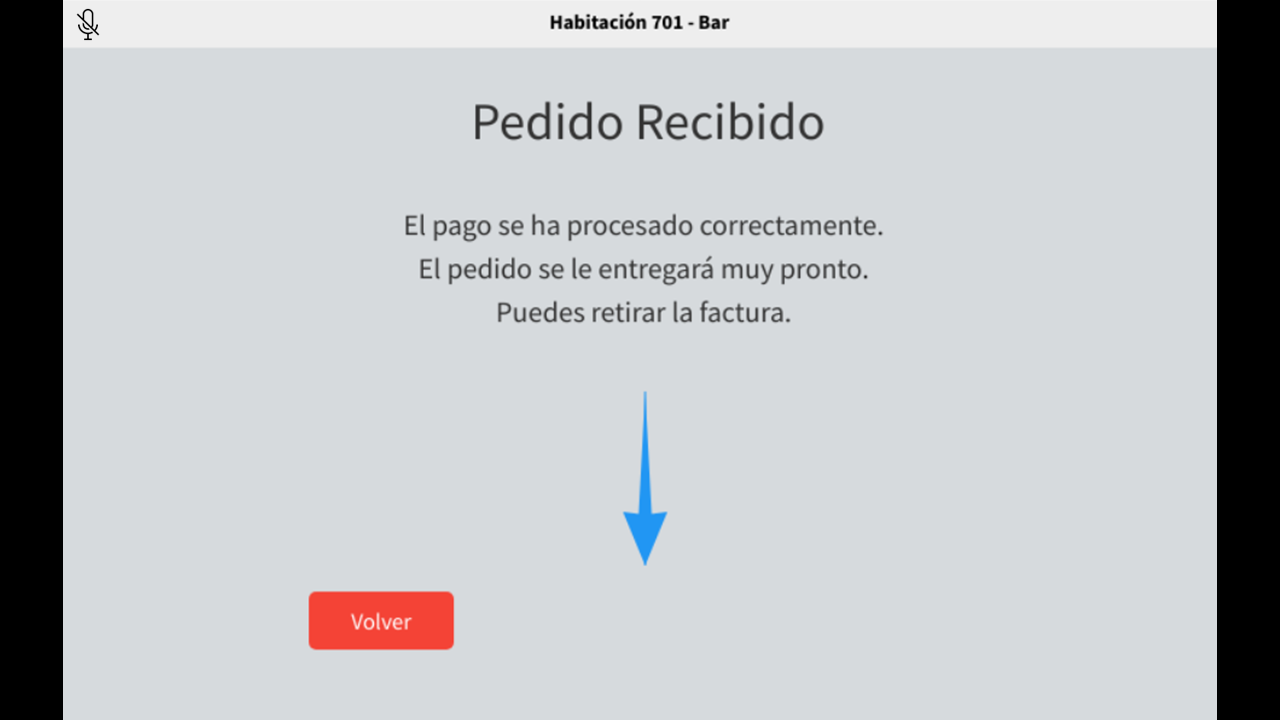 Habitación 701 - Bar
Pedido Recibido
El pago se ha procesado correctamente.
El pedido se le entregará muy pronto.
Puedes retirar la factura.
Volver